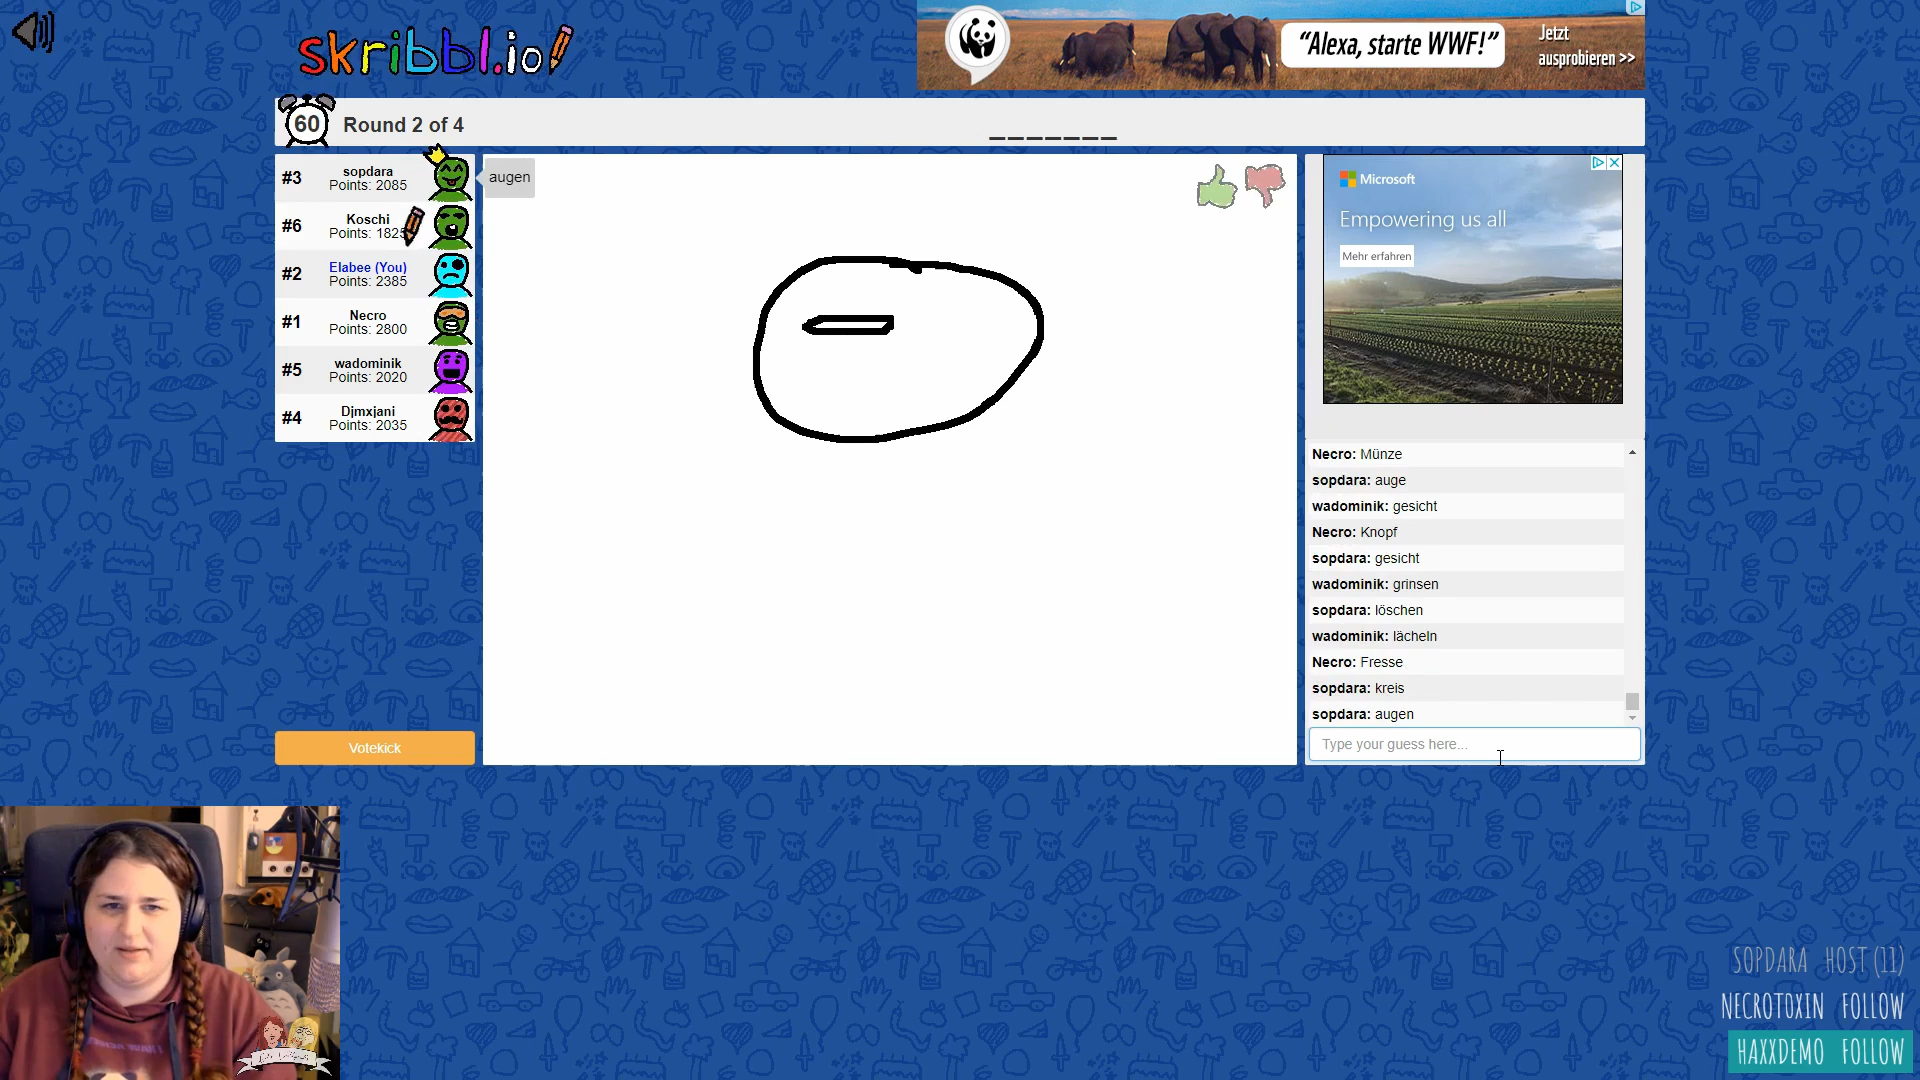 skribbl.io
"Alexa, starte WWF!"
Jetzt
ausprobieren >>
60
Round 2 of 4
_______
#3
sopdara
Points: 2085
augen
#6
Koschi
Points: 1825
#2
Elabee (You)
Points: 2385
#1
Necro
Points: 2800
#5
wadominik
Points: 2020
#4
Djmxjani
Points: 2035
Votekick
Microsoft
Empowering us all
Mehr erfahren
Necro: Münze
sopdara: auge
wadominik: gesicht
Necro: Knopf
sopdara: gesicht
wadominik: grinsen
sopdara: löschen
wadominik: lächeln
Necro: Fresse
sopdara: kreis
sopdara: augen
Type your guess here...
SOPDARA HOST (11)
NECROTOXIN FOLLOW
HAXXDEMO FOLLOW